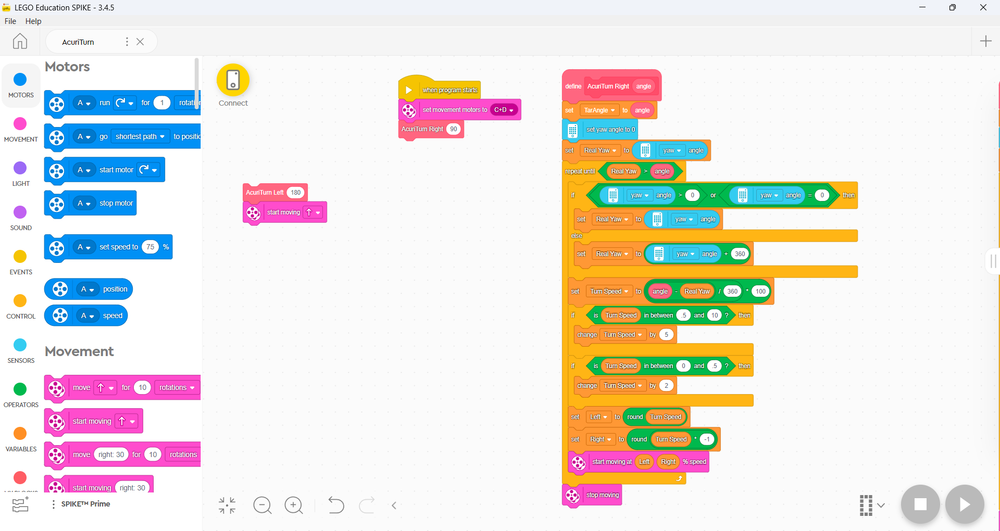 LEGO Education SPIKE - 3.4.5
File Help
AcuriTurn
MOTORS
MOVEMENT
LIGHT
SOUND
EVENTS
CONTROL
SENSORS
OPERATORS
VARIABLES
MY BLOCKS
Motors
A run for 1
A go shortest path
A start motor
A stop motor
A set speed to 75 %
A position
A speed
Movement
move for 10 rotations
start moving
move right: 30 for 10 rotations
start moving right: 30
SPIKE™ Prime
Connect
when program starts
set movement motors to C+D
AcuriTurn Right 90
AcuriTurn Left 180
start moving
define AcuriTurn Right angle
set TarAngle to angle
set yaw angle to 0
set Real Yaw to yaw angle
repeat until Real Yaw > angle
if yaw angle > 0 or yaw angle = 0 then
set Real Yaw to yaw angle
else
set Real Yaw to yaw angle + 360
set Turn Speed to angle - Real Yaw / 360 * 100
if is Turn Speed in between .5 and 10 ? then
change Turn Speed by 5
if is Turn Speed in between 0 and .5 ? then
change Turn Speed by 2
set Left to round Turn Speed
set Right to round Turn Speed * -1
start moving at Left Right % speed
stop moving